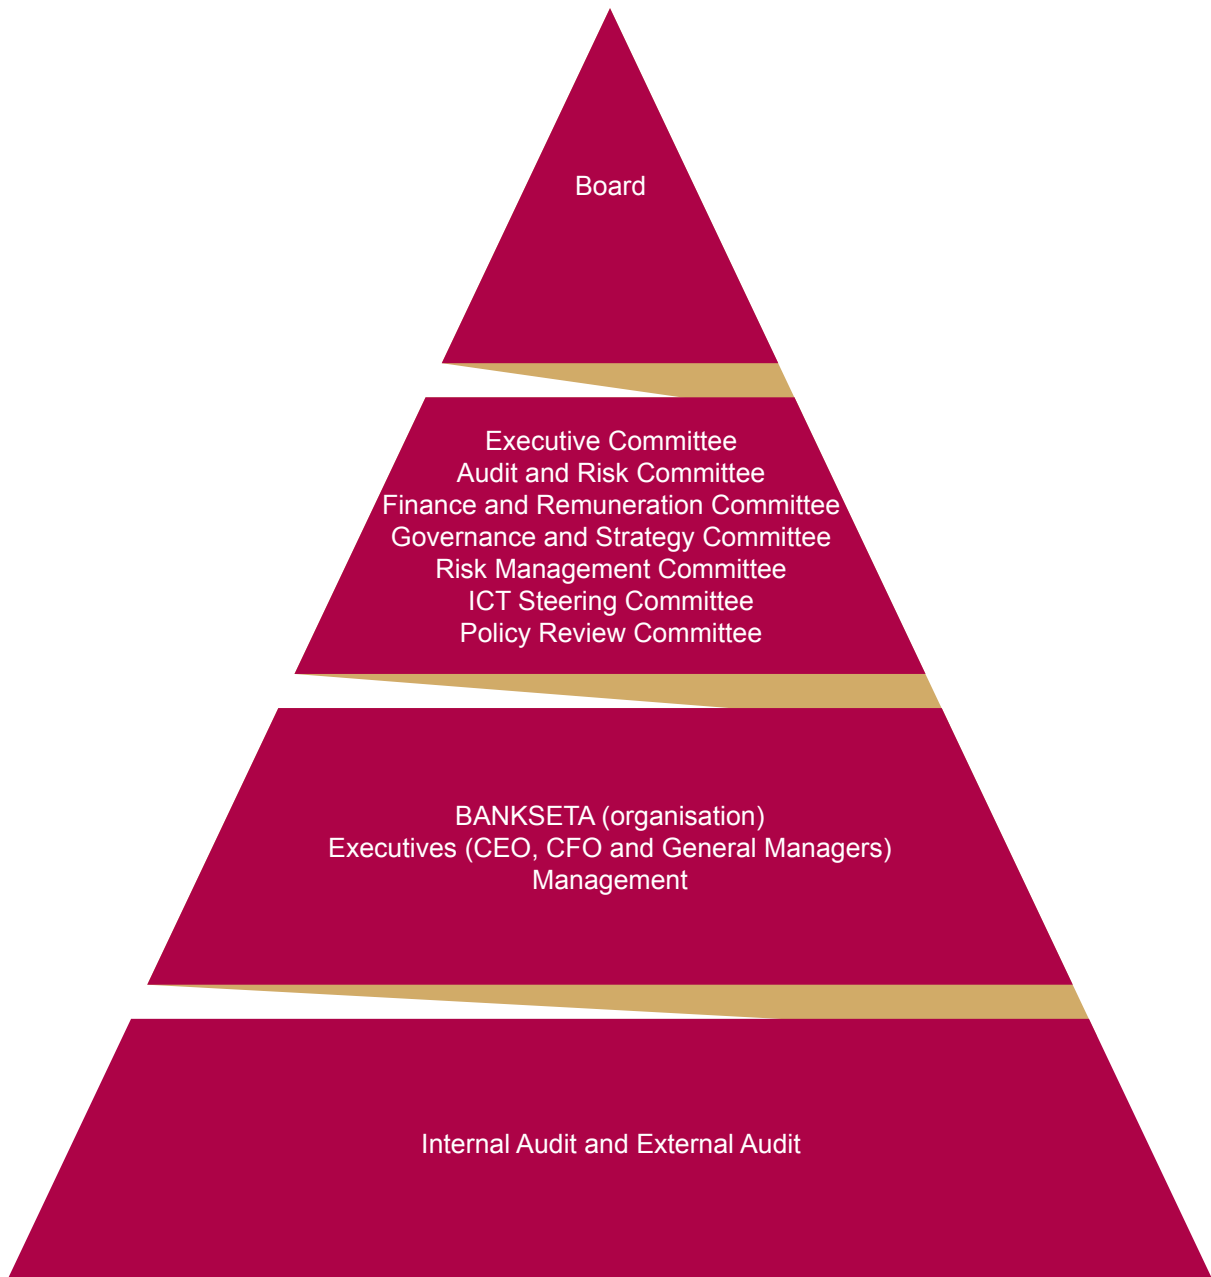 Board
Executive Committee
Audit and Risk Committee
Finance and Remuneration Committee
Governance and Strategy Committee
Risk Management Committee
ICT Steering Committee
Policy Review Committee
BANKSETA (organisation)
Executives (CEO, CFO and General Managers)
Management
Internal Audit and External Audit